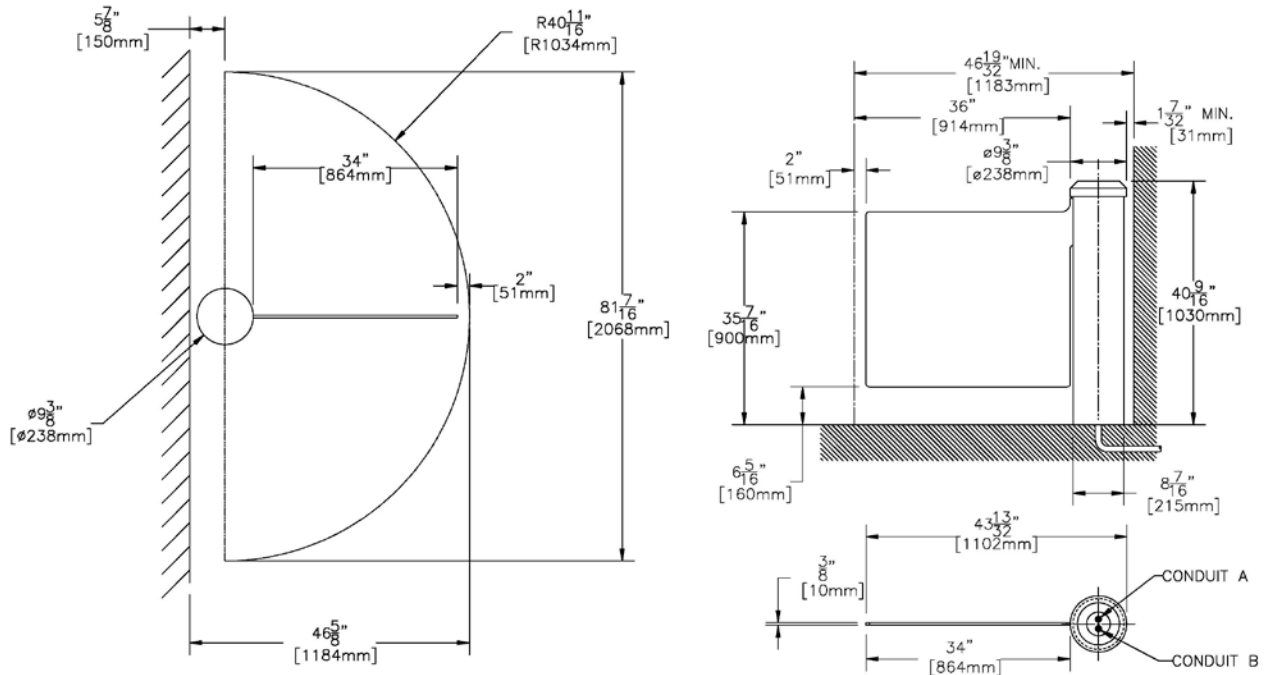 5 7/8"
[150mm]
R40 11/16"
[R1034mm]
34"
[864mm]
2"
[51mm]
81 7/16"
[2068mm]
ø9 3/8"
[ø238mm]
46 5/8"
[1184mm]
46 19/32" MIN.
[1183mm]
36"
[914mm]
1 7/32" MIN.
[31mm]
2"
[51mm]
ø9 3/8"
[ø238mm]
35 7/6"
[900mm]
40 9/16"
[1030mm]
6 5/16"
[160mm]
8 7/16"
[215mm]
43 13/32"
[1102mm]
3/8"
[10mm]
CONDUIT A
34"
[864mm]
CONDUIT B